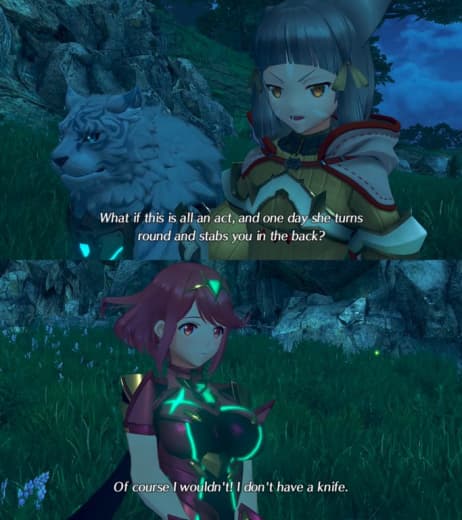 What if this is all an act, and one day she turns
round and stabs you in the back?
Of course I wouldn't! I don't have a knife.